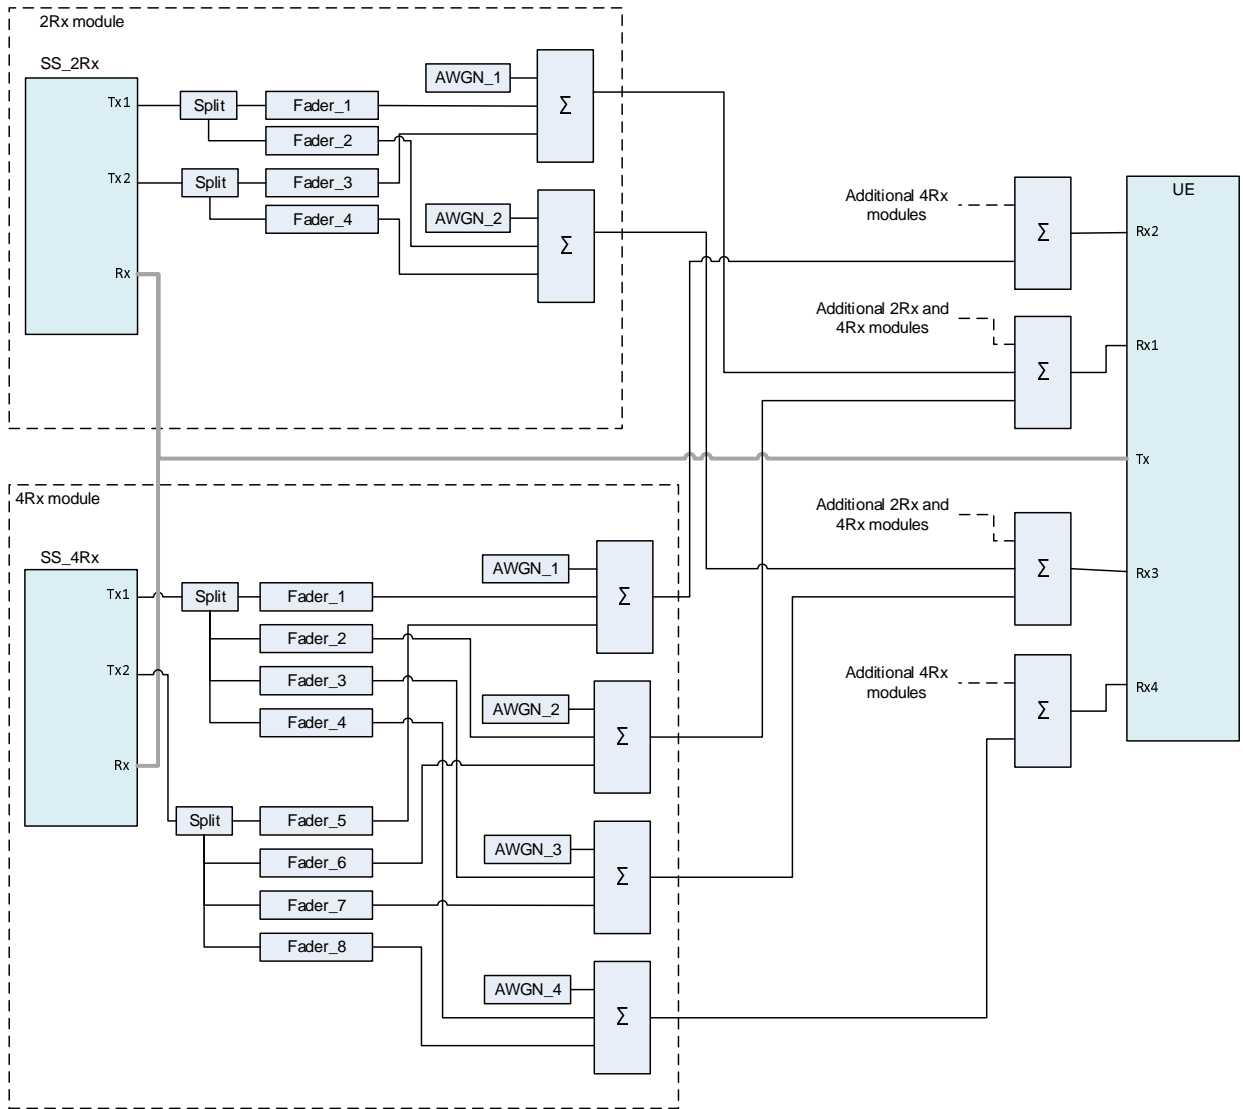 2Rx module
SS_2Rx
Tx1
Tx2
Rx
Split
Split
Fader_1
Fader_2
Fader_3
Fader_4
AWGN_1
AWGN_2
Σ
Σ
4Rx module
SS_4Rx
Tx1
Tx2
Rx
Split
Split
Fader_1
Fader_2
Fader_3
Fader_4
Fader_5
Fader_6
Fader_7
Fader_8
AWGN_1
AWGN_2
AWGN_3
AWGN_4
Σ
Σ
Σ
Σ
Additional 4Rx
modules
Additional 2Rx and
4Rx modules
Additional 2Rx and
4Rx modules
Additional 4Rx
modules
Σ
Σ
Σ
Σ
UE
Rx2
Rx1
Tx
Rx3
Rx4